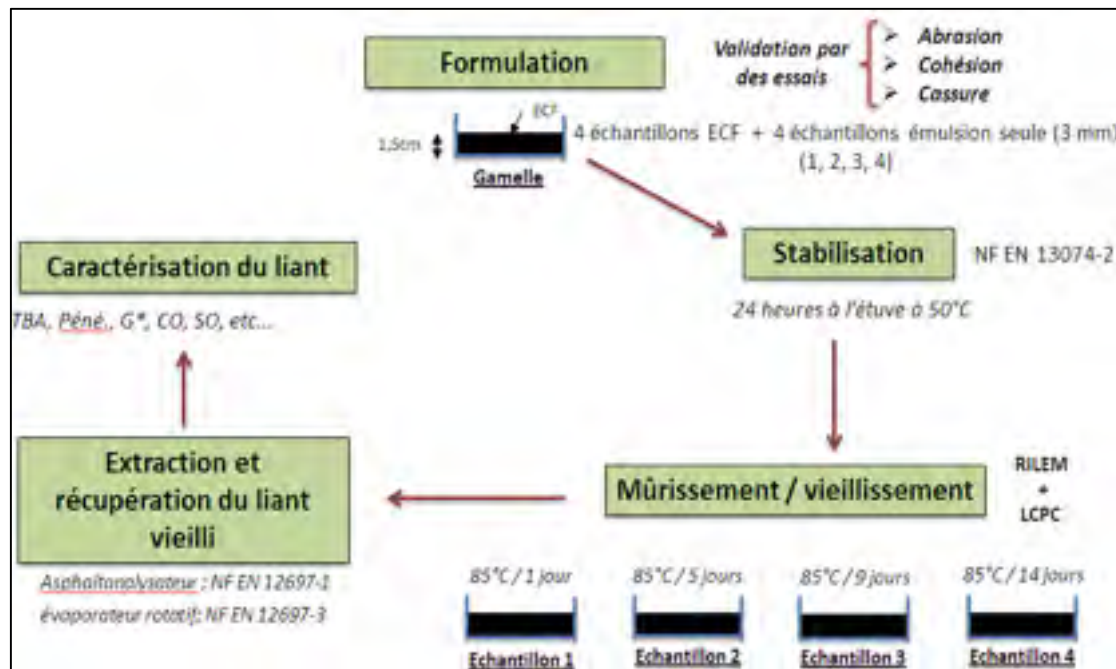 Formulation
Validation par
des essais
➢ Abrasion
➢ Cohésion
➢ Cassure
ECF
1,5cm
Gamelle
4 échantillons ECF + 4 échantillons émulsion seule (3 mm)
(1, 2, 3, 4)
Stabilisation
NF EN 13074-2
24 heures à l'étuve à 50°C
Mûrissement / vieillissement
RILEM
+
LCPC
85°C / 1 jour
85°C / 5 jours
85°C / 9 jours
85°C / 14 jours
Echantillon 1
Echantillon 2
Echantillon 3
Echantillon 4
Extraction et
récupération du liant
vieilli
Asphaltanalysateur : NF EN 12697-1
évaporateur rotatif: NF EN 12697-3
Caractérisation du liant
TBA, Péné., G*, CO, SO, etc...